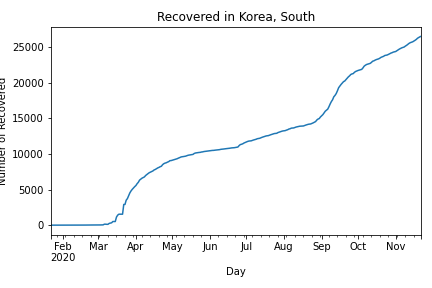 Recovered in Korea, South
Number of Recovered
25000
20000
15000
10000
5000
0
Feb Mar Apr May Jun Jul Aug Sep Oct Nov
2020
Day